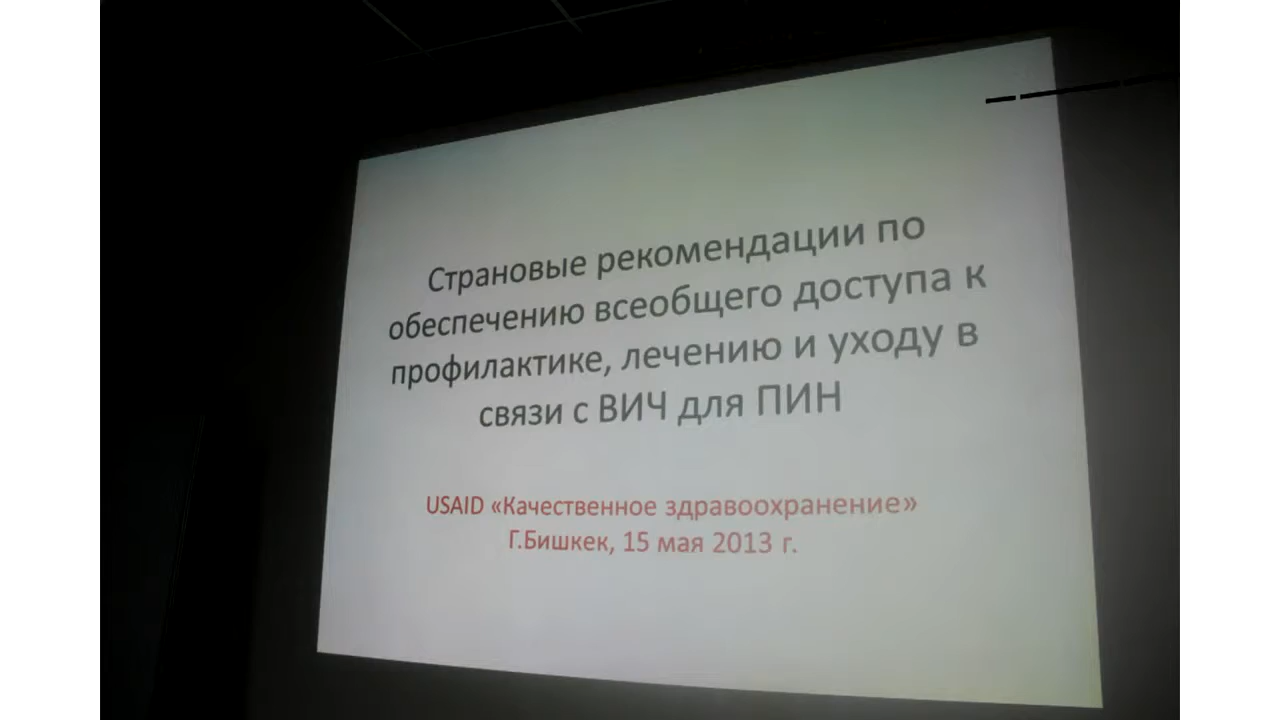 Страновые рекомендации по
обеспечению всеобщего доступа к
профилактике, лечению и уходу в
связи с ВИЧ для ПИН
USAID «Качественное здравоохранение»
Г.Бишкек, 15 мая 2013 г.